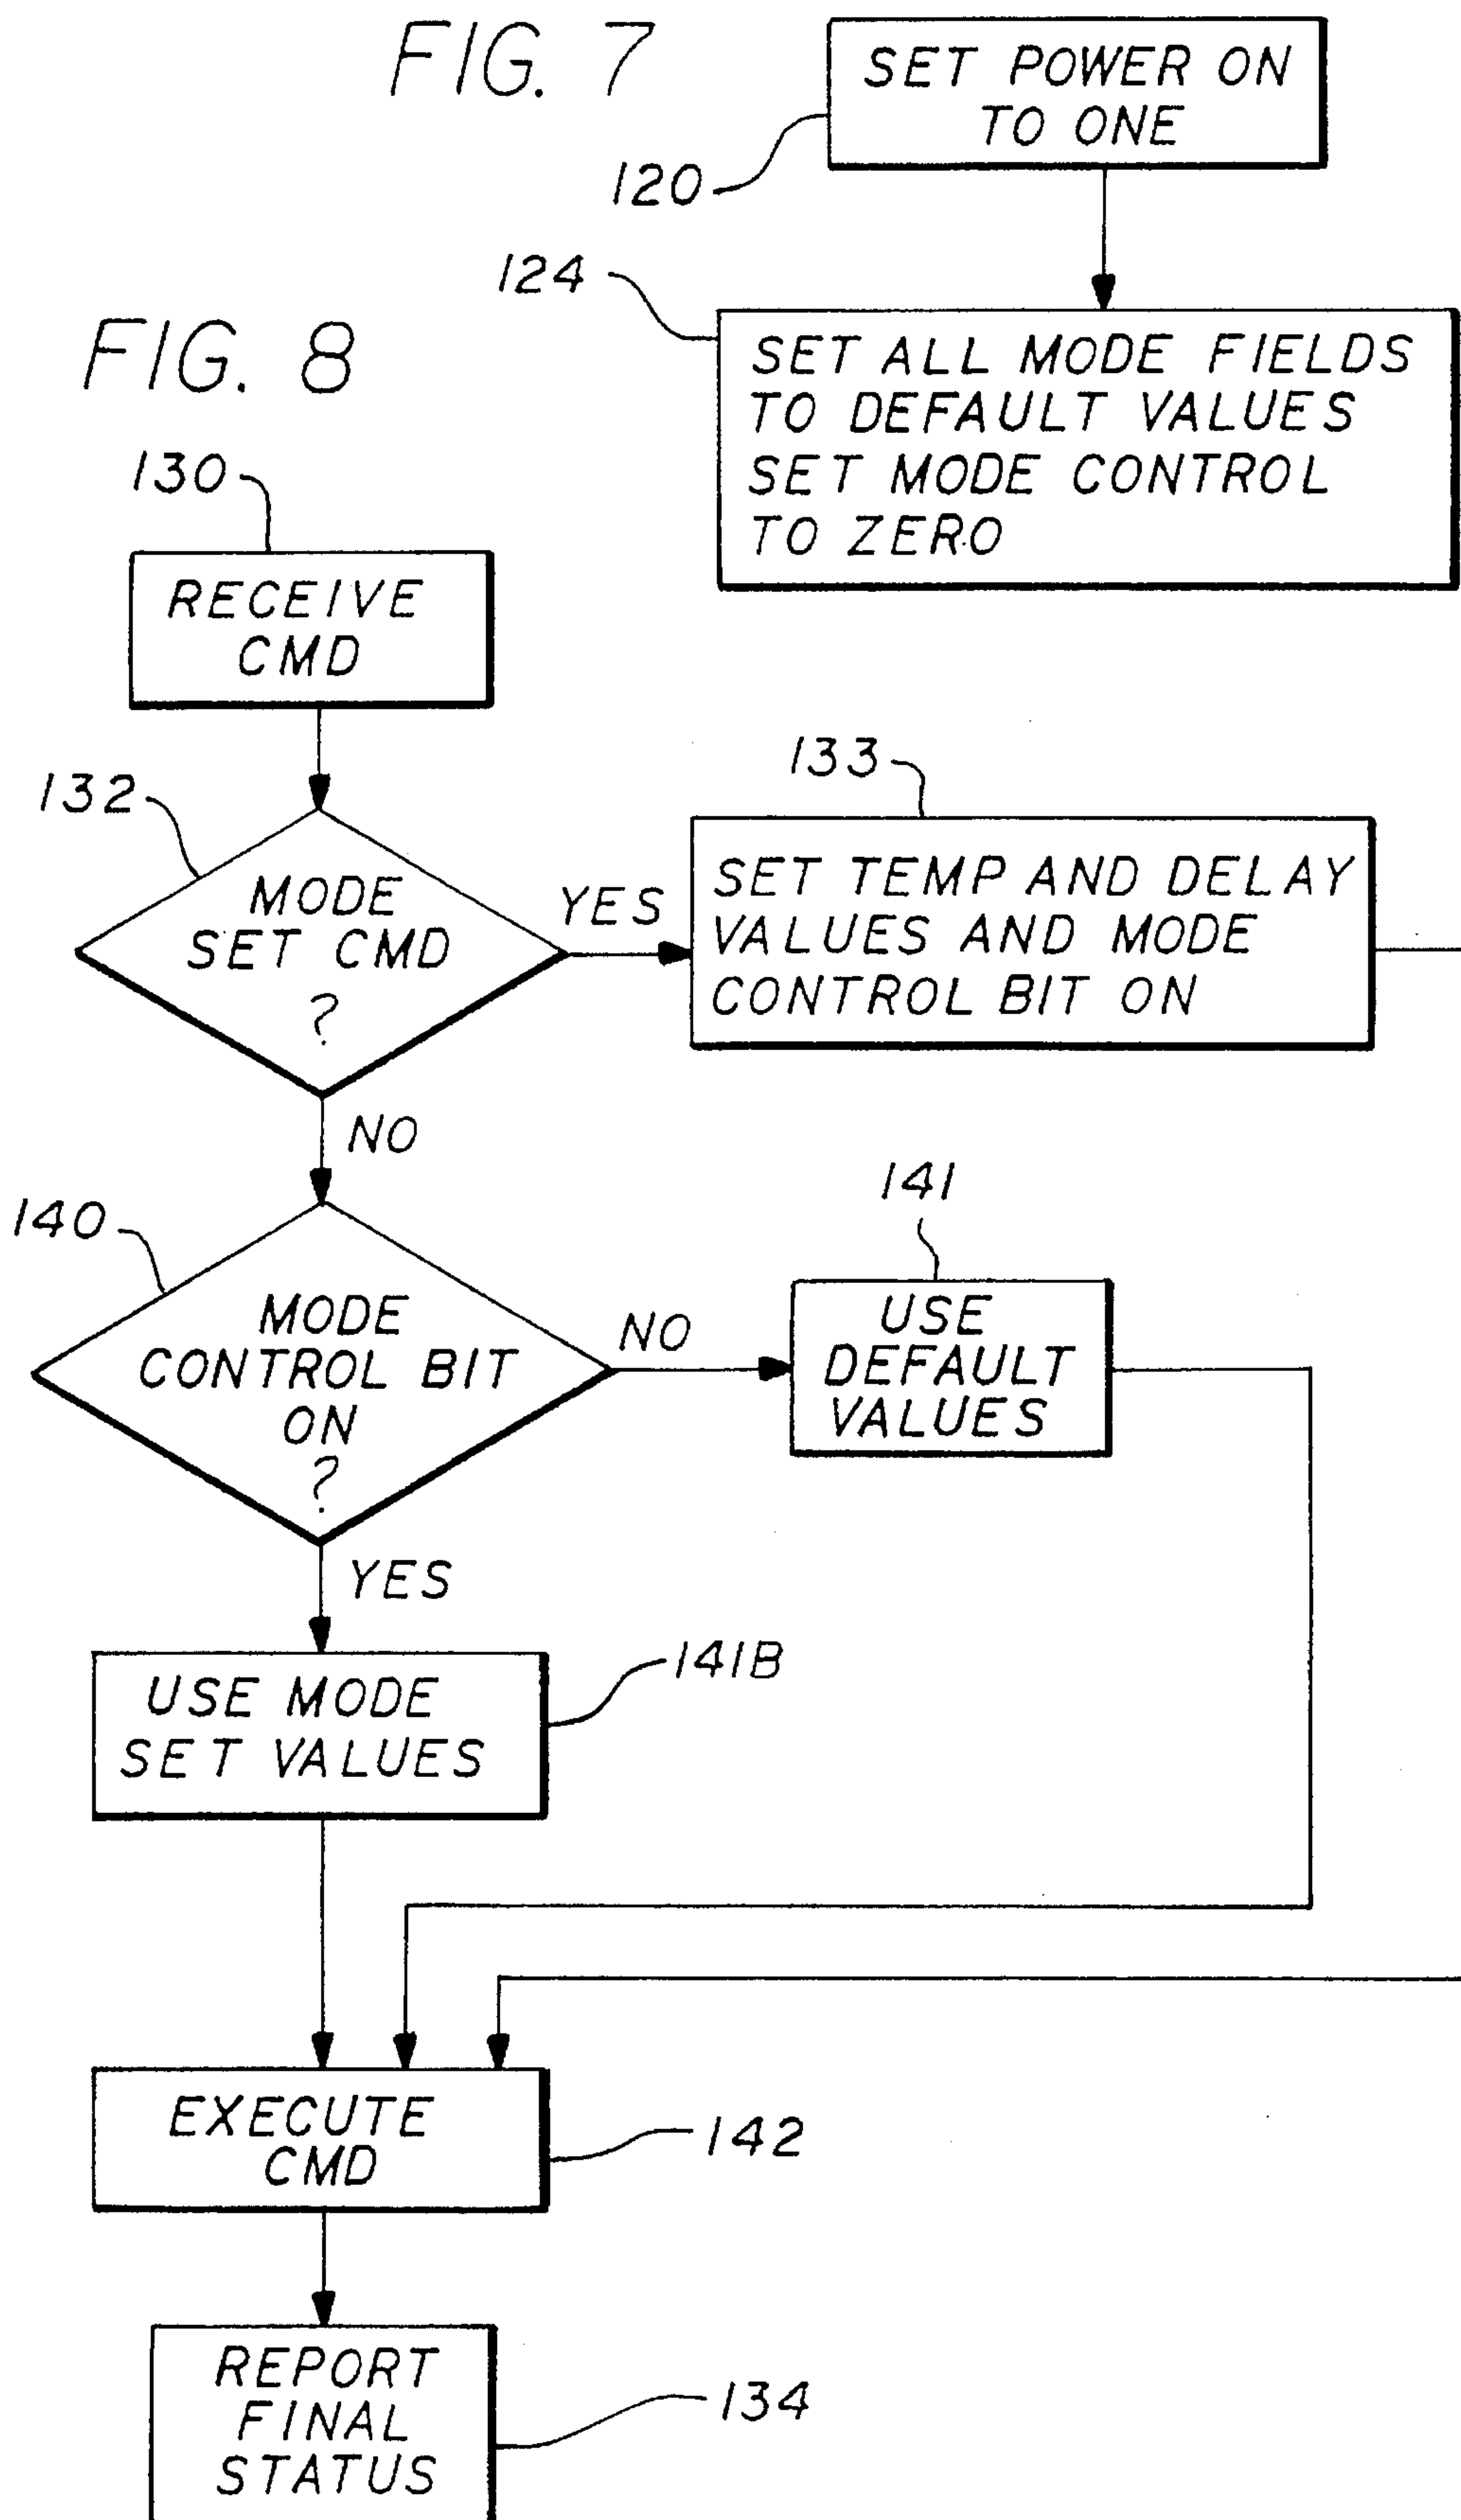 FIG. 7
SET POWER ON
TO ONE
120
124
SET ALL MODE FIELDS
TO DEFAULT VALUES
SET MODE CONTROL
TO ZERO
FIG. 8
130
RECEIVE
CMD
132
MODE
SET CMD
?
YES
133
SET TEMP AND DELAY
VALUES AND MODE
CONTROL BIT ON
NO
140
MODE
CONTROL BIT
ON
?
NO
141
USE
DEFAULT
VALUES
YES
141B
USE MODE
SET VALUES
EXECUTE
CMD
142
REPORT
FINAL
STATUS
134